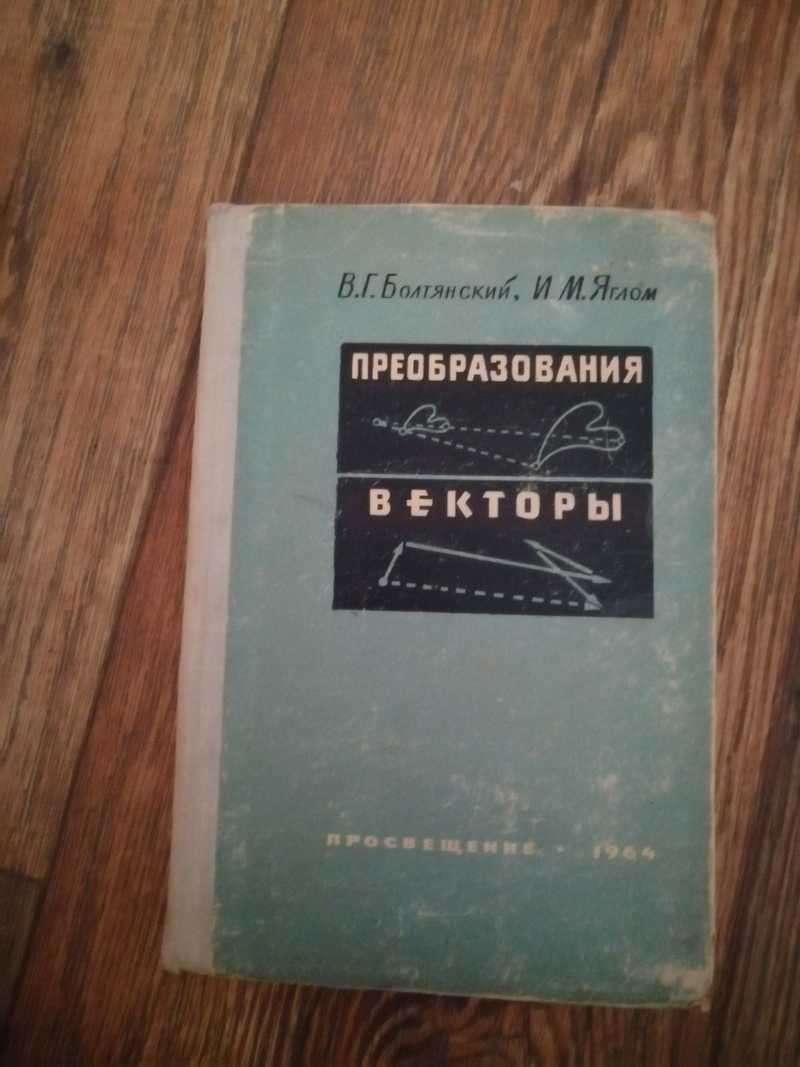 В.Г. Болтянский, И.М. Яглом
ПРЕОБРАЗОВАНИЯ
ВЕКТОРЫ
ПРОСВЕЩЕНИЕ · 1964